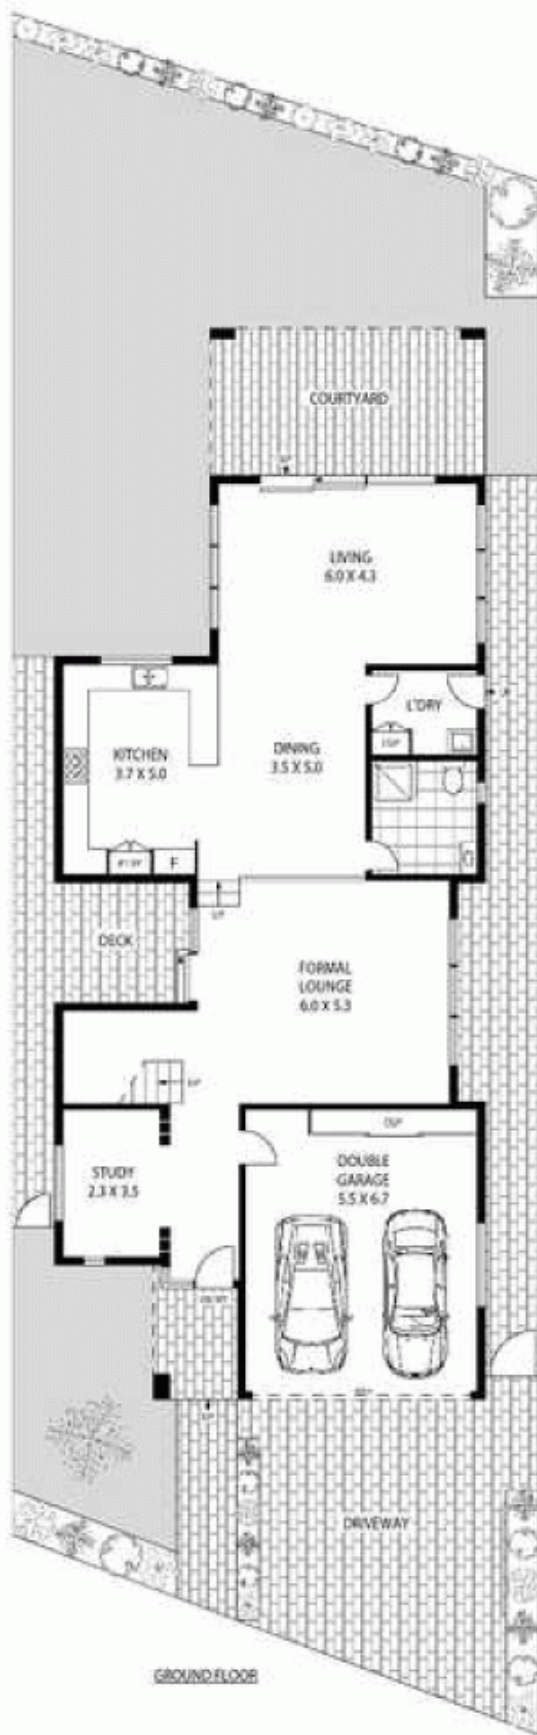 COURTYARD
LIVING
6.0 X 4.3
L'DRY
KITCHEN
3.7 X 5.0
DINING
3.5 X 5.0
F
UP
DECK
FORMAL
LOUNGE
6.0 X 5.3
UP
STUDY
2.3 X 3.5
DOUBLE
GARAGE
5.5 X 6.7
DRIVEWAY
GROUND FLOOR